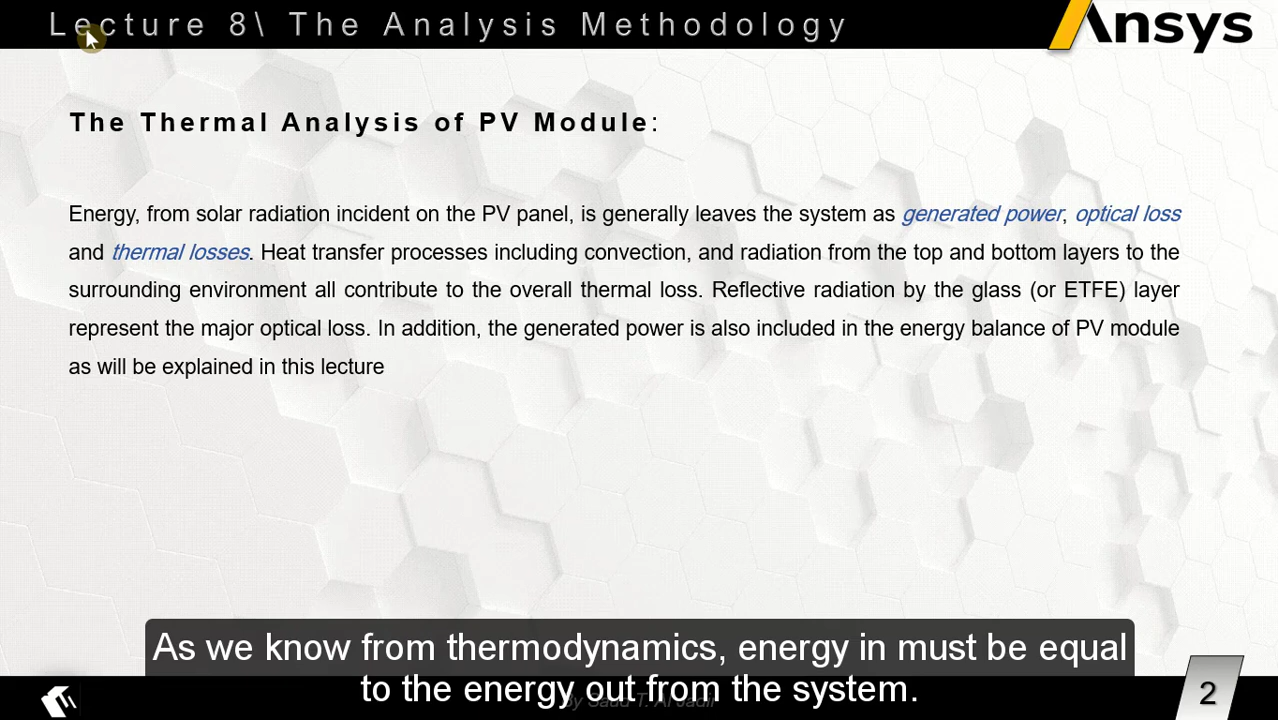 Lecture 8\ The Analysis Methodology
Ansys
The Thermal Analysis of PV Module:
Energy, from solar radiation incident on the PV panel, is generally leaves the system as generated power, optical loss
and thermal losses. Heat transfer processes including convection, and radiation from the top and bottom layers to the
surrounding environment all contribute to the overall thermal loss. Reflective radiation by the glass (or ETFE) layer
represent the major optical loss. In addition, the generated power is also included in the energy balance of PV module
as will be explained in this lecture
As we know from thermodynamics, energy in must be equal
to the energy out from the system.
2